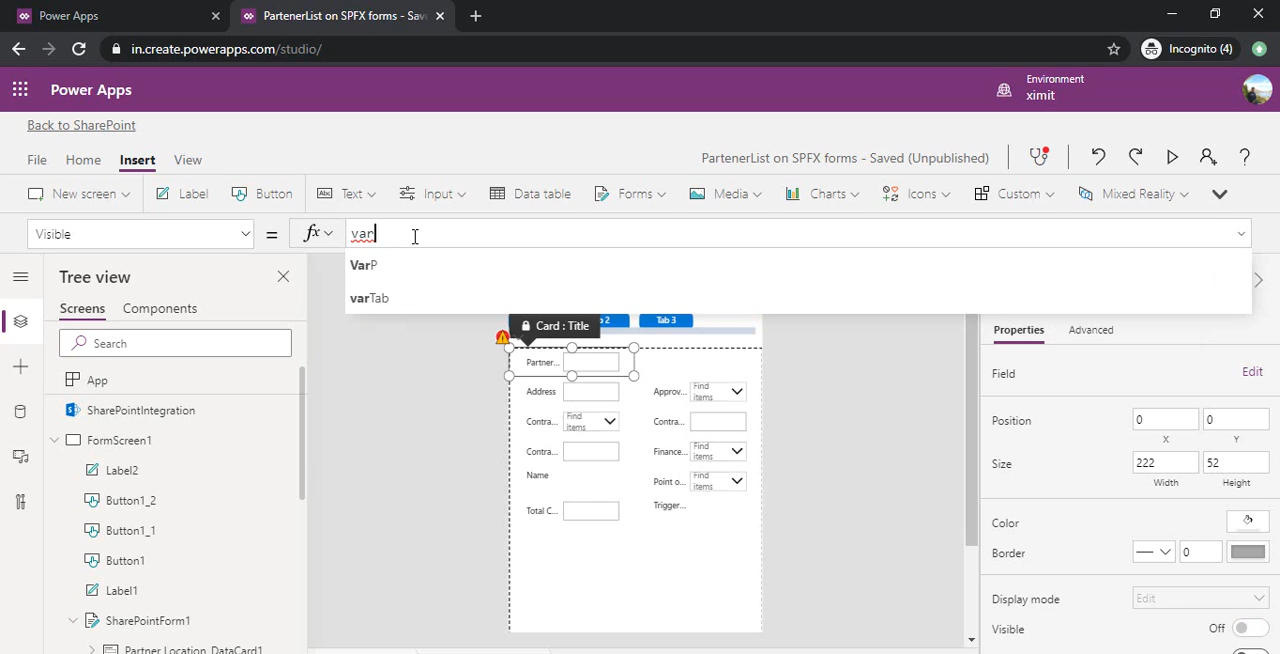 Power Apps
PartenerList on SPFX forms - Sav
in.create.powerapps.com/studio/
Incognito (4)
Power Apps
Environment
ximit
Back to SharePoint
File Home Insert View
PartenerList on SPFX forms - Saved (Unpublished)
New screen Label Button Abc Text Input Data table Forms Media Charts Icons Custom Mixed Reality
Visible = fx var
VarP
varTab
Tree view
Screens Components
Search
App
SharePointIntegration
FormScreen1
Label2
Button1_2
Button1_1
Button1
Label1
SharePointForm1
Partner Location_DataCard1
b 2 Tab 3
Card : Title
Partner...
Address
Approv... Find items
Contra... Find items
Contra...
Contra...
Finance... Find items
Name
Point o... Find items
Total C...
Trigger...
Properties Advanced
Field Edit
Position 0 0
X Y
Size 222 52
Width Height
Color
Border 0
Display mode Edit
Visible Off